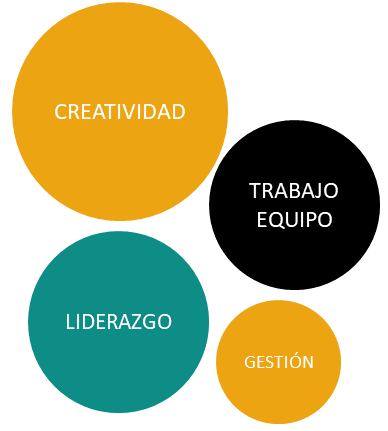 CREATIVIDAD
TRABAJO
EQUIPO
LIDERAZGO
GESTIÓN